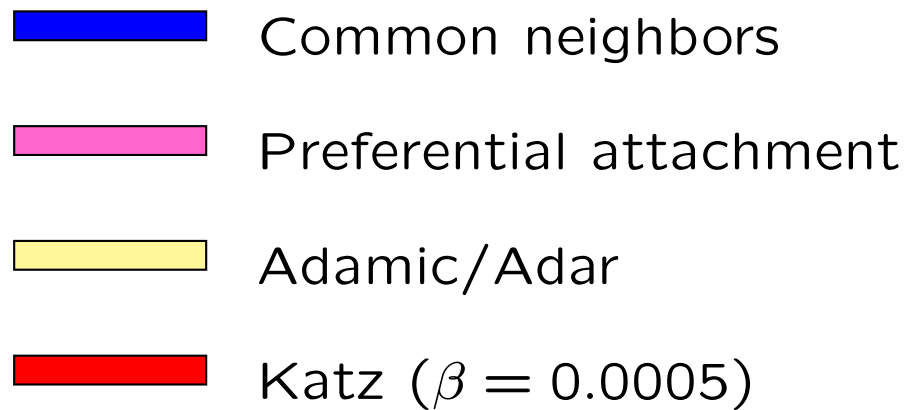 Common neighbors
Preferential attachment
Adamic/Adar
Katz (β = 0.0005)